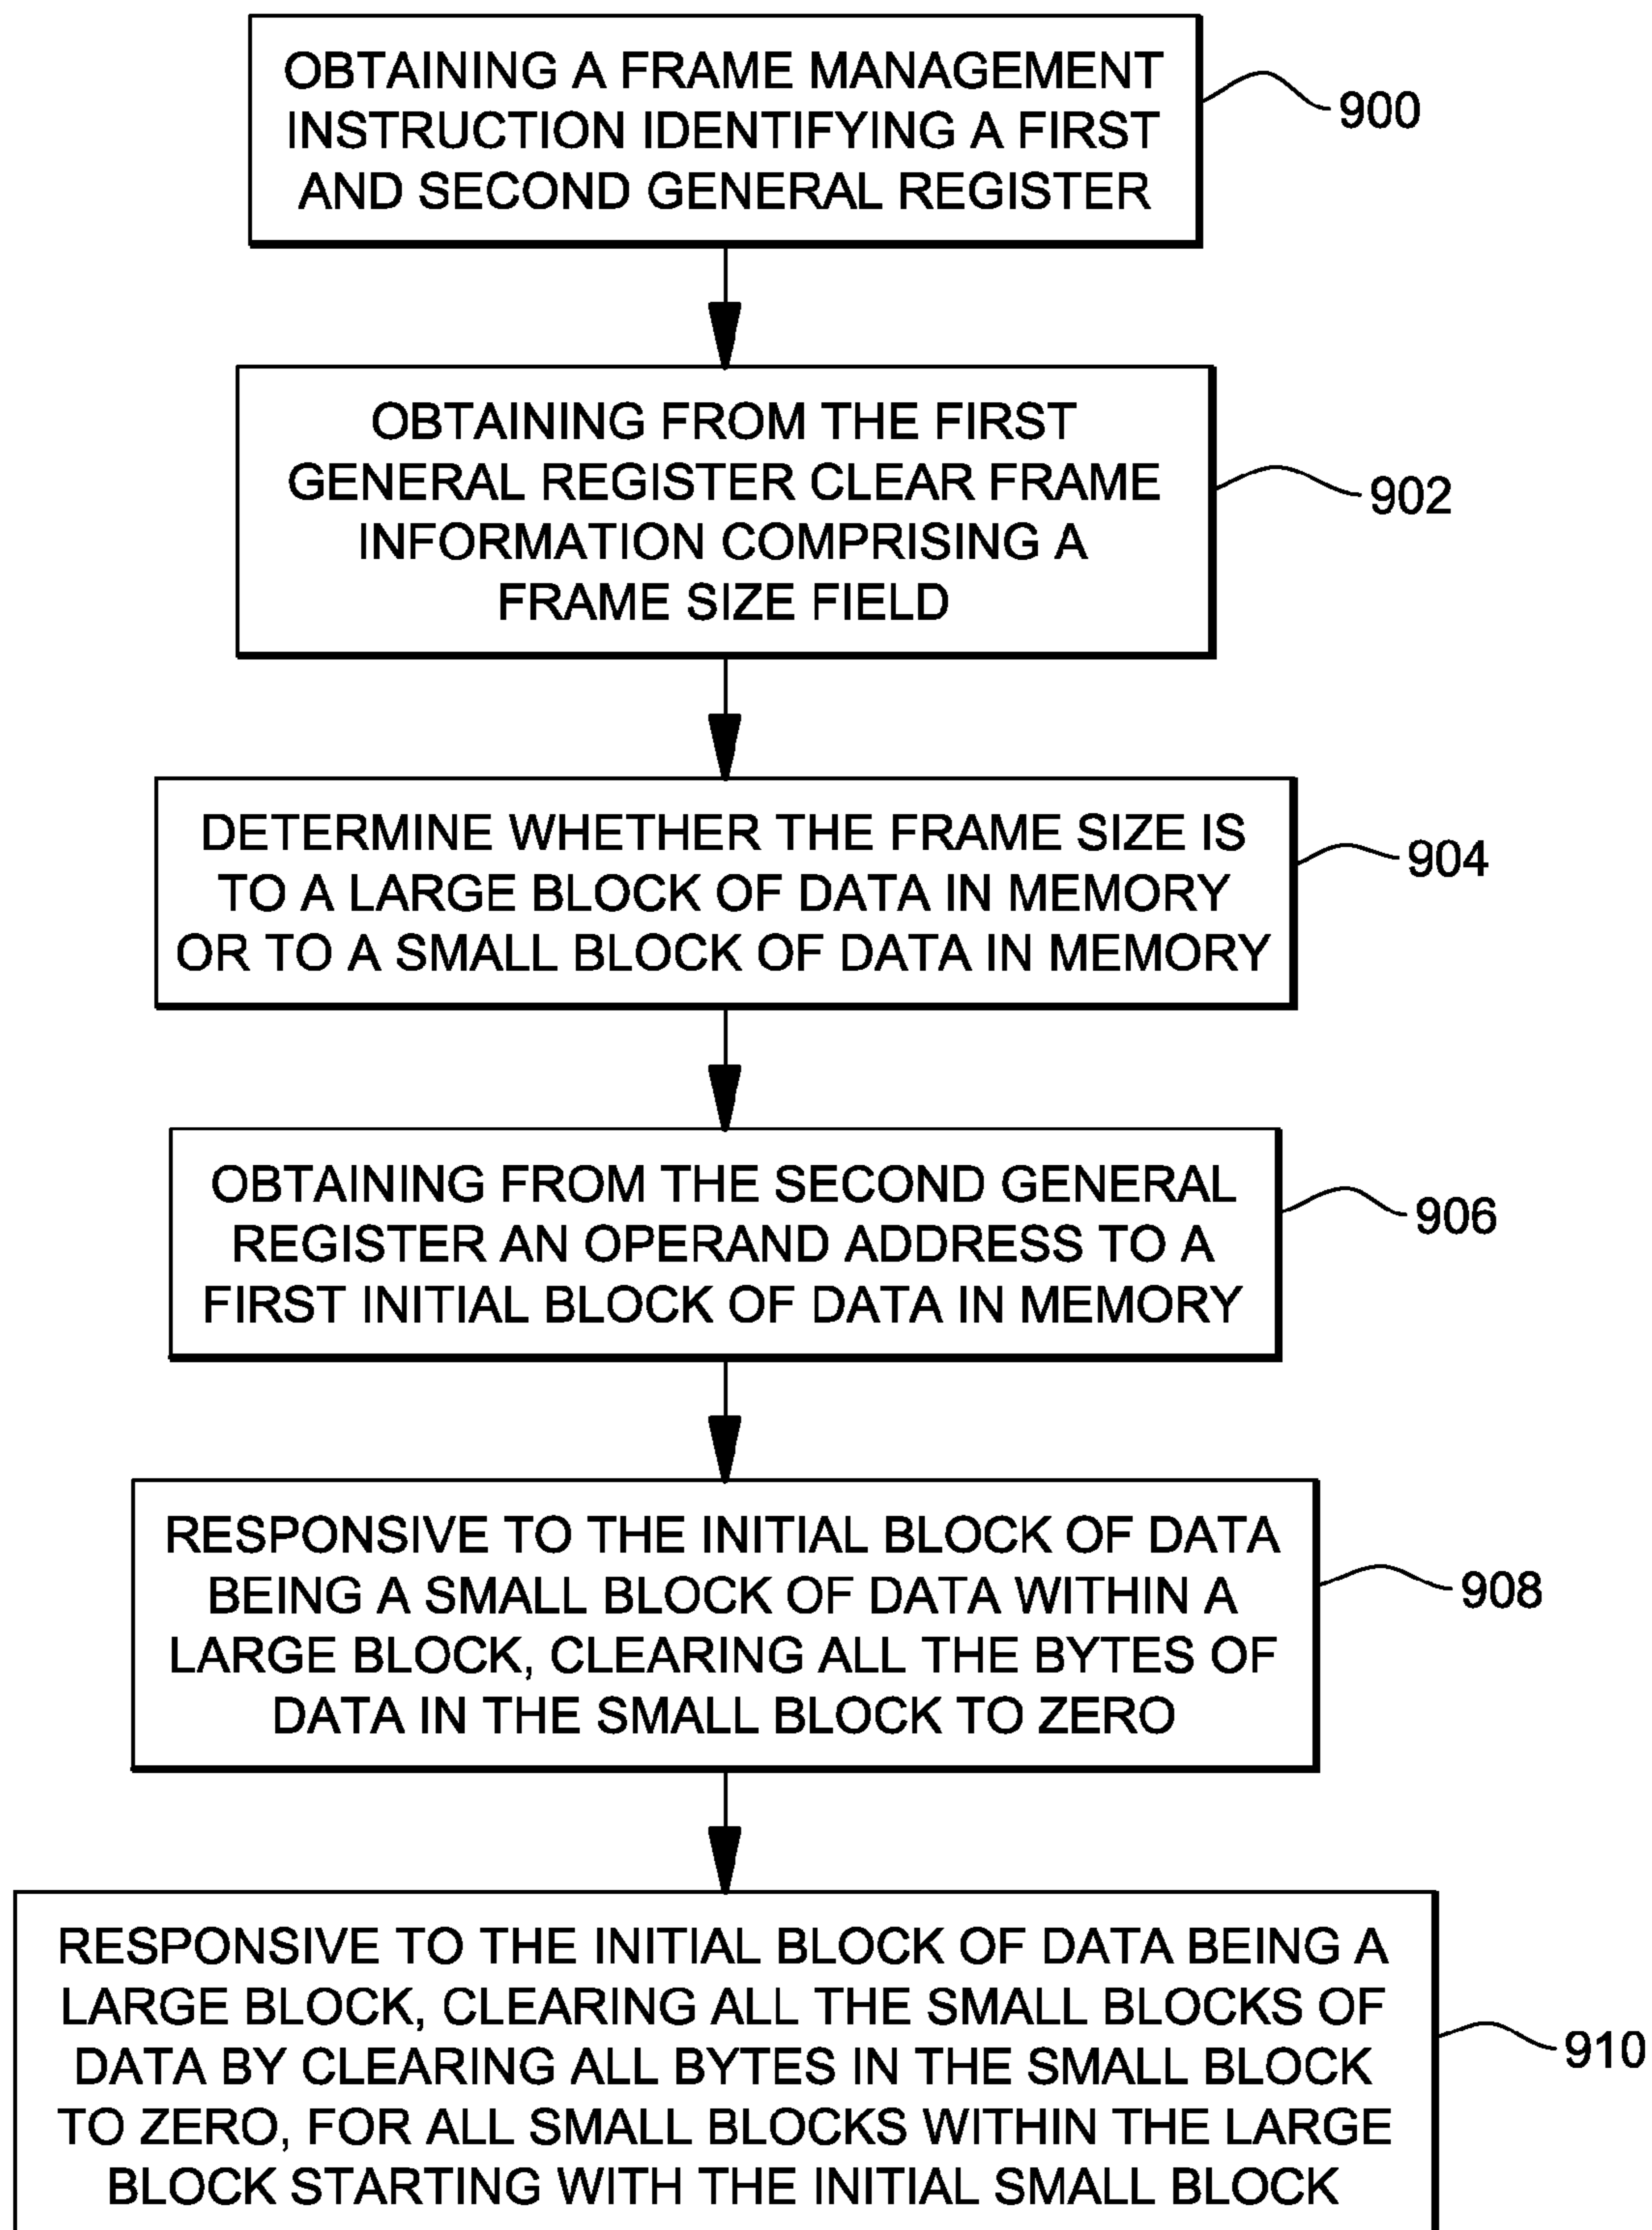 OBTAINING A FRAME MANAGEMENT
INSTRUCTION IDENTIFYING A FIRST
AND SECOND GENERAL REGISTER
900
OBTAINING FROM THE FIRST
GENERAL REGISTER CLEAR FRAME
INFORMATION COMPRISING A
FRAME SIZE FIELD
902
DETERMINE WHETHER THE FRAME SIZE IS
TO A LARGE BLOCK OF DATA IN MEMORY
OR TO A SMALL BLOCK OF DATA IN MEMORY
904
OBTAINING FROM THE SECOND GENERAL
REGISTER AN OPERAND ADDRESS TO A
FIRST INITIAL BLOCK OF DATA IN MEMORY
906
RESPONSIVE TO THE INITIAL BLOCK OF DATA
BEING A SMALL BLOCK OF DATA WITHIN A
LARGE BLOCK, CLEARING ALL THE BYTES OF
DATA IN THE SMALL BLOCK TO ZERO
908
RESPONSIVE TO THE INITIAL BLOCK OF DATA BEING A
LARGE BLOCK, CLEARING ALL THE SMALL BLOCKS OF
DATA BY CLEARING ALL BYTES IN THE SMALL BLOCK
TO ZERO, FOR ALL SMALL BLOCKS WITHIN THE LARGE
BLOCK STARTING WITH THE INITIAL SMALL BLOCK
910